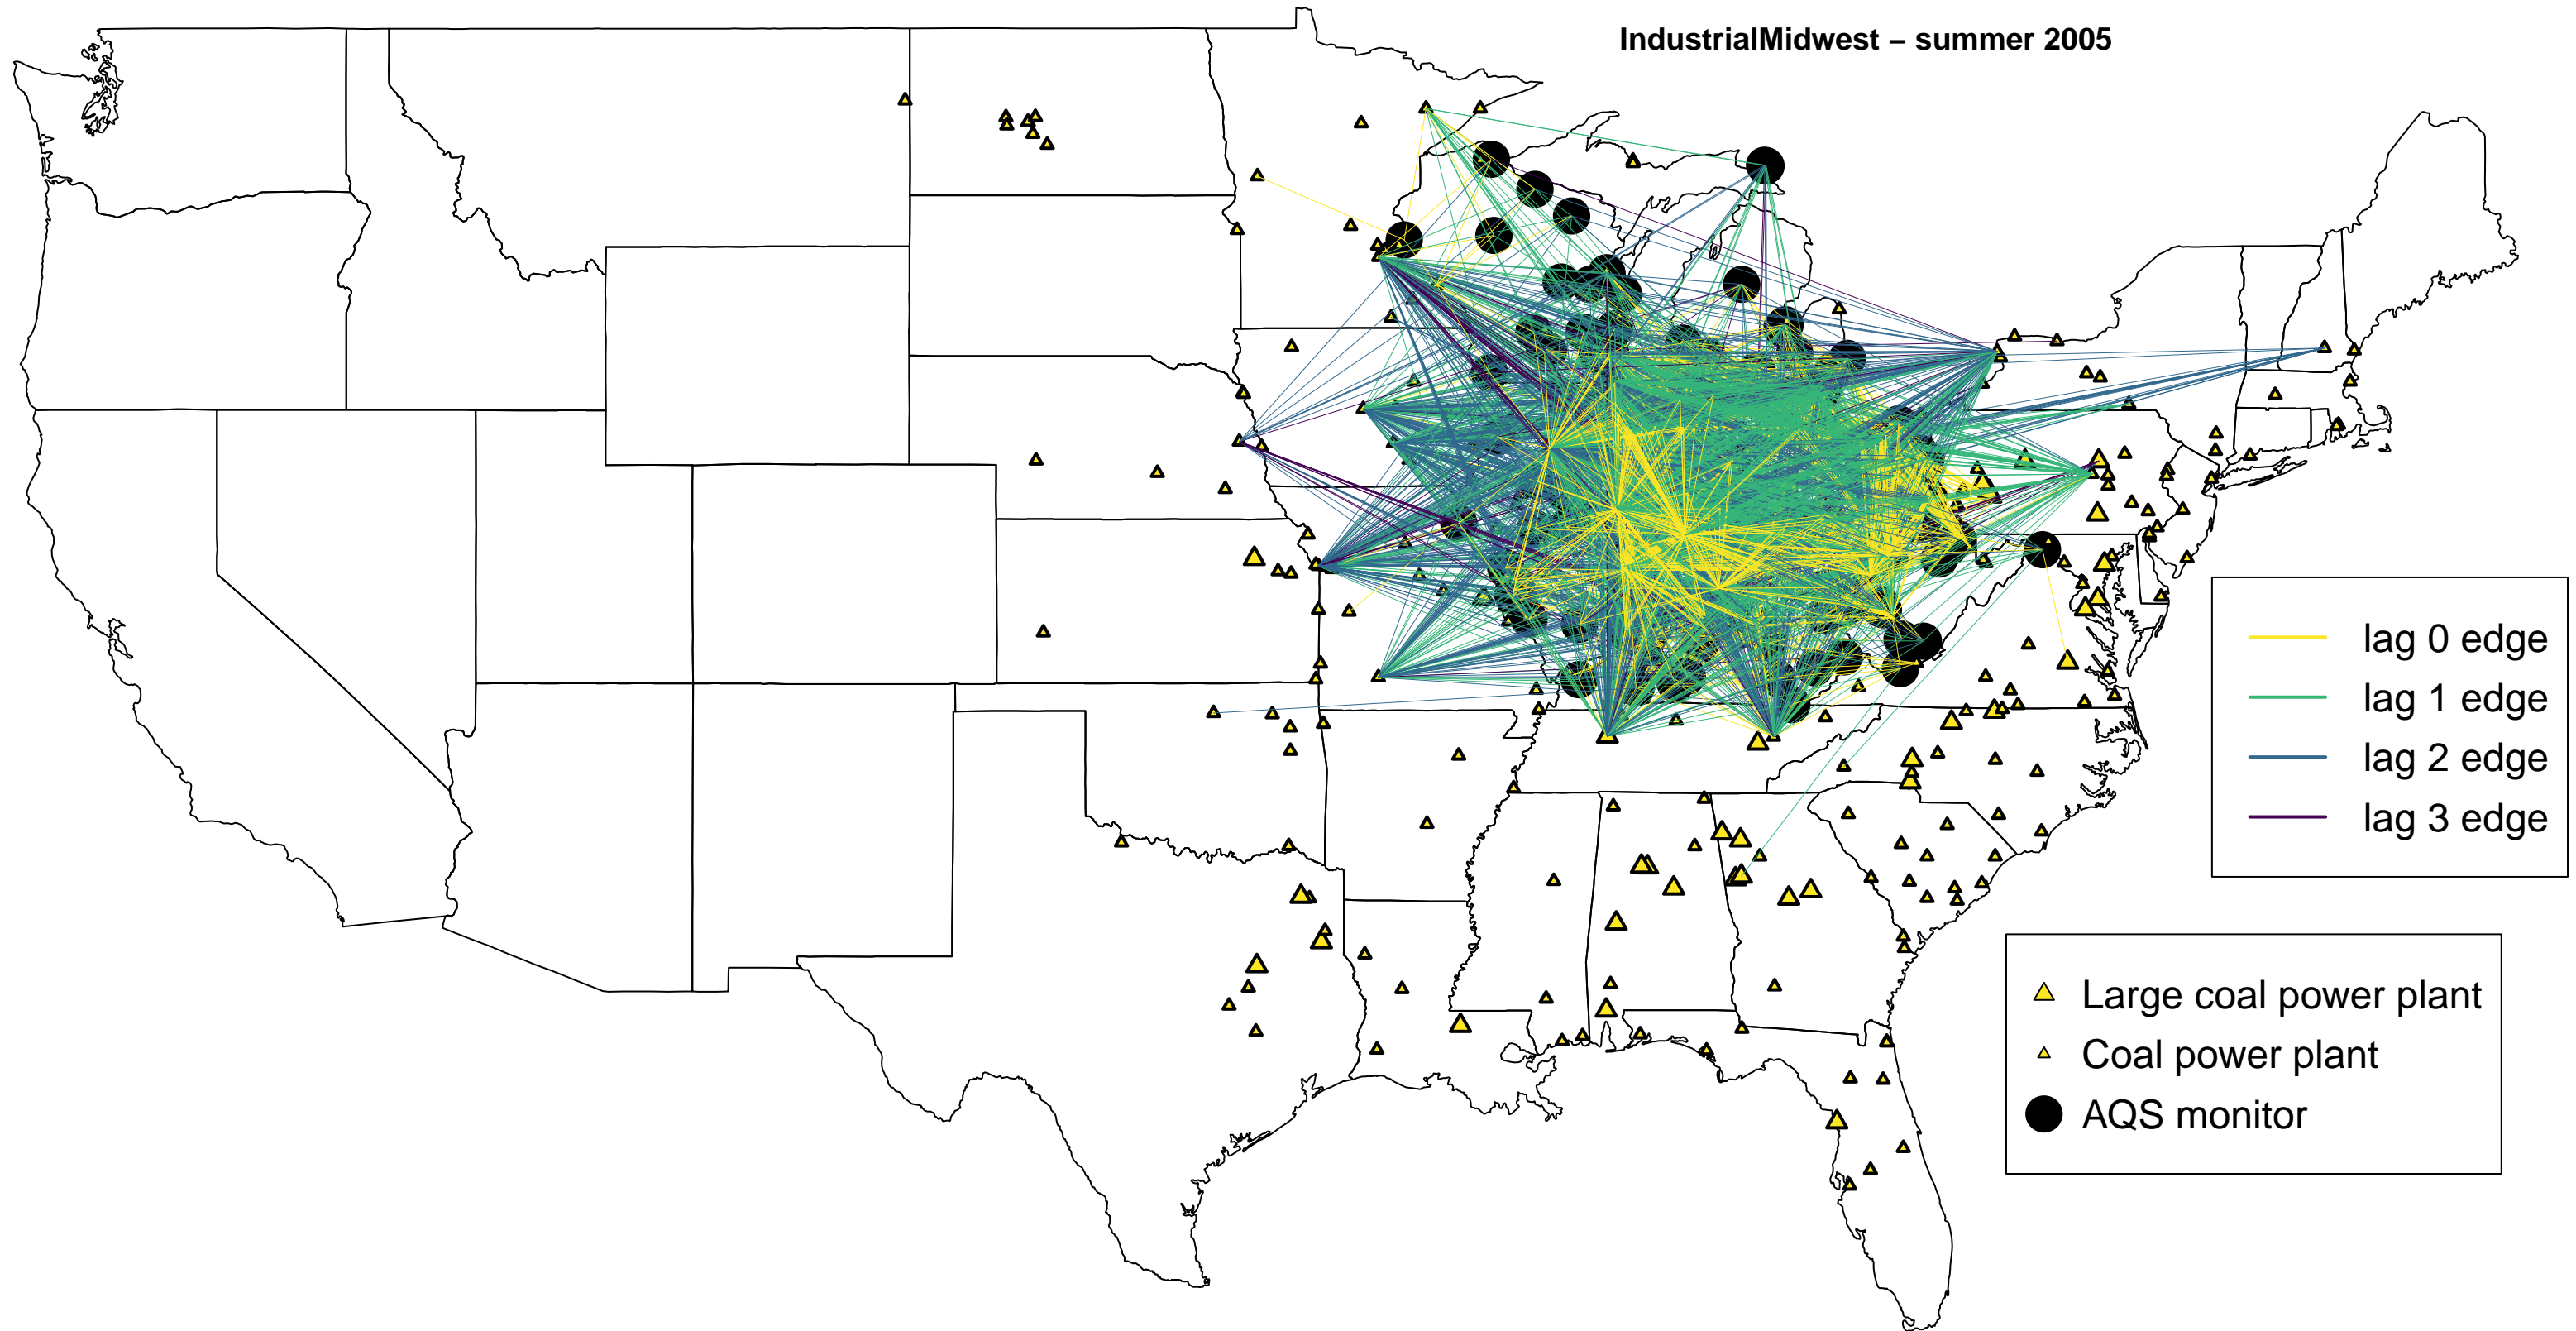 IndustrialMidwest – summer 2005
lag 0 edge
lag 1 edge
lag 2 edge
lag 3 edge
Large coal power plant
Coal power plant
AQS monitor